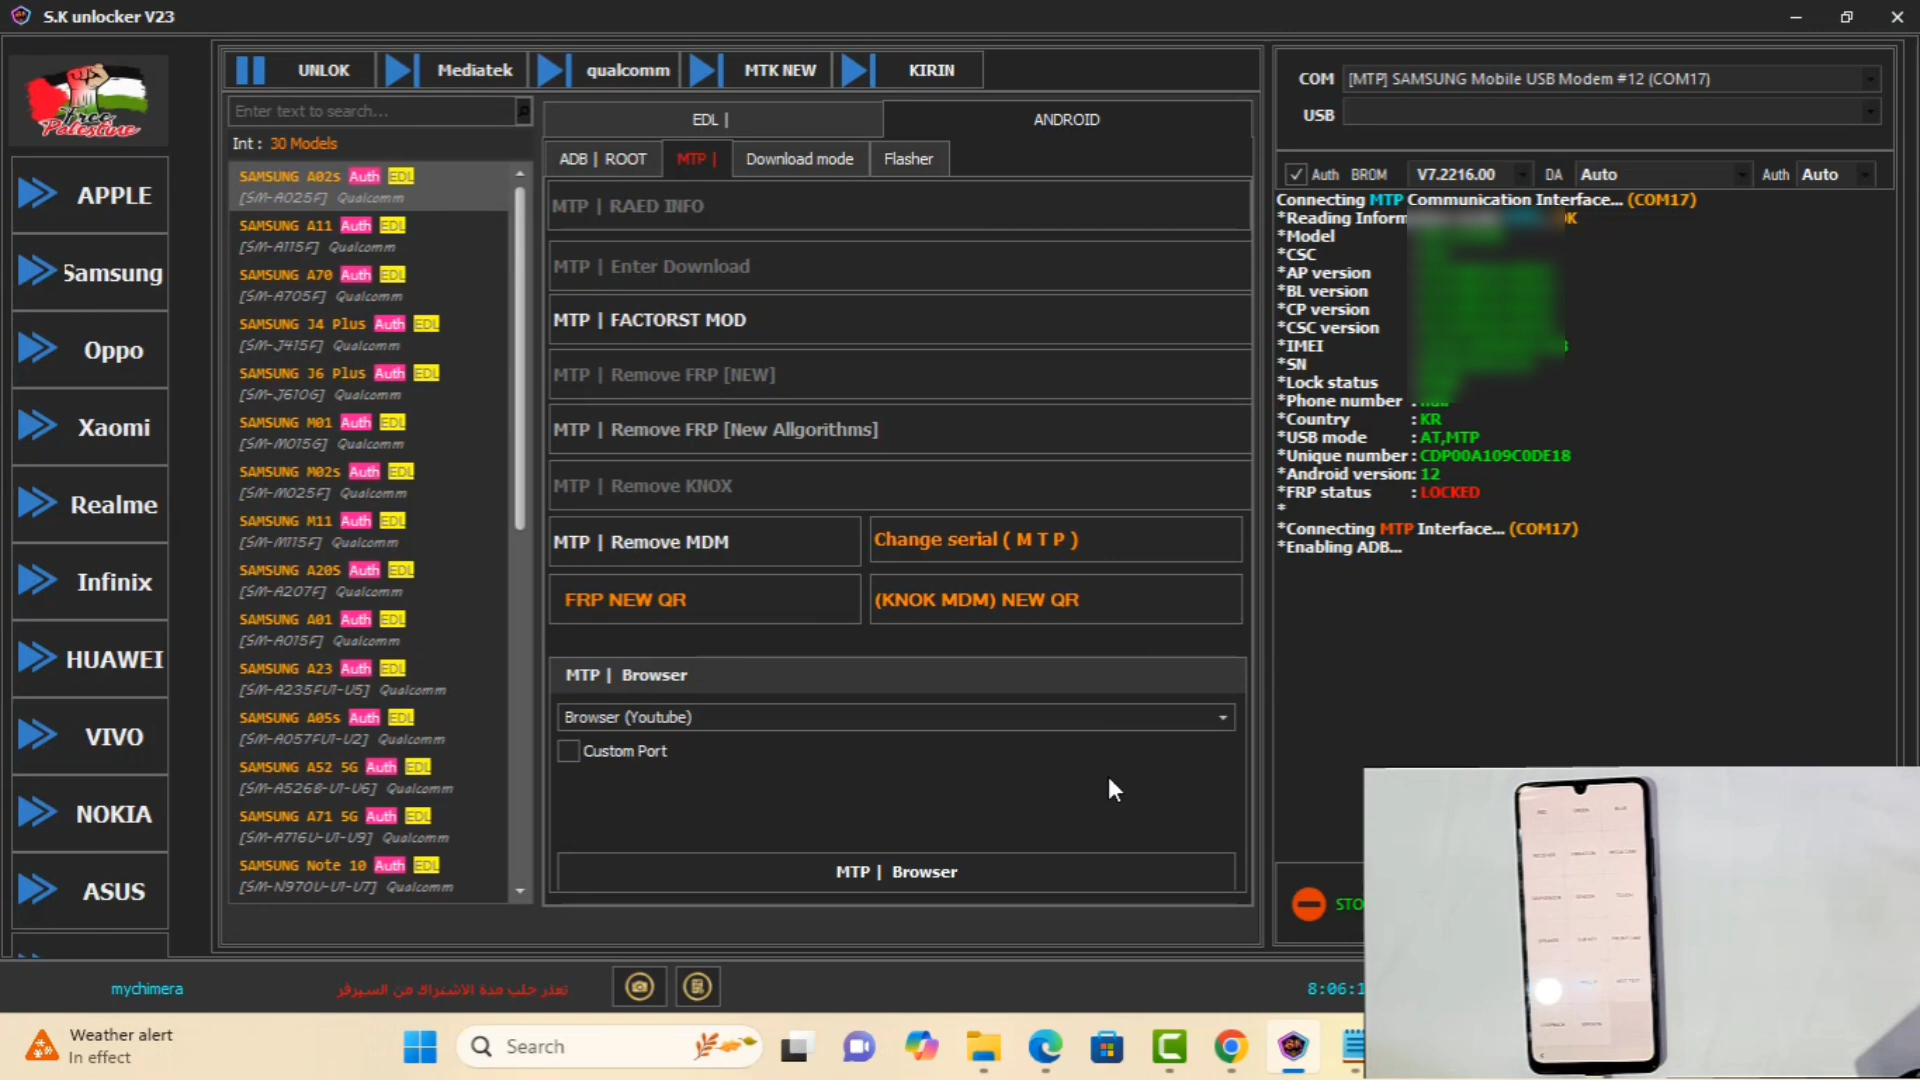 S.K unlocker V23
Free
Palestine
APPLE
Samsung
Oppo
Xaomi
Realme
Infinix
HUAWEI
VIVO
NOKIA
ASUS
UNLOK
Mediatek
qualcomm
MTK NEW
KIRIN
Enter text to search...
Int : 30 Models
SAMSUNG A02s Auth EDL
[SM-A025F] Qualcomm
SAMSUNG A11 Auth EDL
[SM-A115F] Qualcomm
SAMSUNG A70 Auth EDL
[SM-A705F] Qualcomm
SAMSUNG J4 Plus Auth EDL
[SM-J415F] Qualcomm
SAMSUNG J6 Plus Auth EDL
[SM-J610G] Qualcomm
SAMSUNG M01 Auth EDL
[SM-M015G] Qualcomm
SAMSUNG M02s Auth EDL
[SM-M025F] Qualcomm
SAMSUNG M11 Auth EDL
[SM-M115F] Qualcomm
SAMSUNG A20S Auth EDL
[SM-A207F] Qualcomm
SAMSUNG A01 Auth EDL
[SM-A015F] Qualcomm
SAMSUNG A23 Auth EDL
[SM-A235FU1-U5] Qualcomm
SAMSUNG A05s Auth EDL
[SM-A057FU1-U2] Qualcomm
SAMSUNG A52 5G Auth EDL
[SM-A526B-U1-U6] Qualcomm
SAMSUNG A71 5G Auth EDL
[SM-A716U-U1-U9] Qualcomm
SAMSUNG Note 10 Auth EDL
[SM-N970U-U1-U7] Qualcomm
EDL |
ANDROID
ADB | ROOT
MTP |
Download mode
Flasher
MTP | RAED INFO
MTP | Enter Download
MTP | FACTORST MOD
MTP | Remove FRP [NEW]
MTP | Remove FRP [New Allgorithms]
MTP | Remove KNOX
MTP | Remove MDM
Change serial ( M T P )
FRP NEW QR
(KNOK MDM) NEW QR
MTP | Browser
Browser (Youtube)
Custom Port
MTP | Browser
COM [MTP] SAMSUNG Mobile USB Modem #12 (COM17)
USB
Auth BROM V7.2216.00 DA Auto Auth Auto
Connecting MTP Communication Interface... (COM17)
*Reading Inform
*Model
*CSC
*AP version
*BL version
*CP version
*CSC version
*IMEI
*SN
*Lock status
*Phone number :
*Country : KR
*USB mode : AT,MTP
*Unique number : CDP00A109C0DE18
*Android version: 12
*FRP status : LOCKED
*
*Connecting MTP Interface... (COM17)
*Enabling ADB...
STO
mychimera
تعذر جلب مدة الاشتراك من السيرفر
8:06:1
Weather alert
In effect
Search